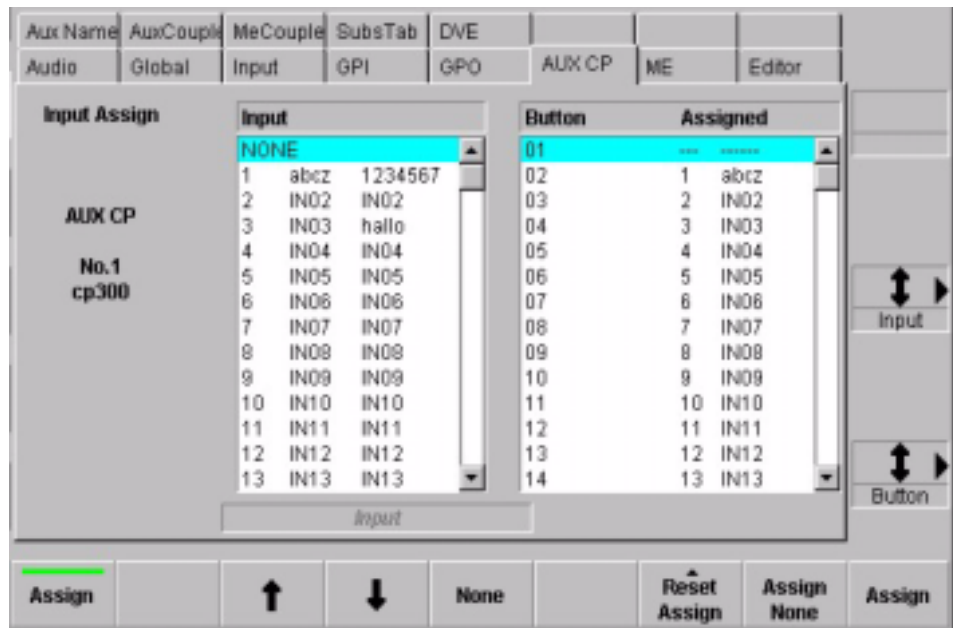 Aux Name AuxCouple MeCouple SubsTab DVE
Audio Global Input GPI GPO AUX CP ME Editor
Input Assign
AUX CP
No.1
cp300
Input
NONE
1 abcz 1234567
2 IN02 IN02
3 IN03 hallo
4 IN04 IN04
5 IN05 IN05
6 IN06 IN06
7 IN07 IN07
8 IN08 IN08
9 IN09 IN09
10 IN10 IN10
11 IN11 IN11
12 IN12 IN12
13 IN13 IN13
Input
Button Assigned
01 --- ------
02 1 abcz
03 2 IN02
04 3 IN03
05 4 IN04
06 5 IN05
07 6 IN06
08 7 IN07
09 8 IN08
10 9 IN09
11 10 IN10
12 11 IN11
13 12 IN12
14 13 IN13
Input
Button
Assign
None
Reset
Assign
Assign
None
Assign